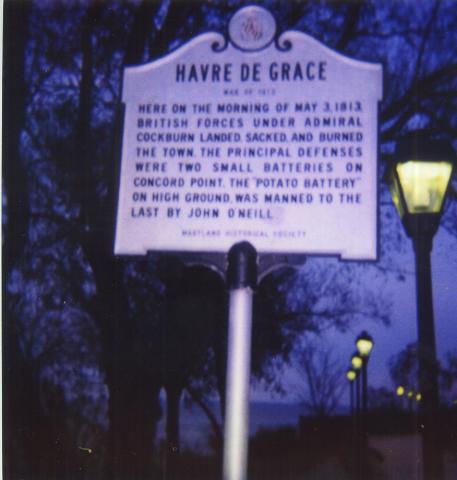 HAVRE DE GRACE
WAR OF 1812
HERE ON THE MORNING OF MAY 3, 1813,
BRITISH FORCES UNDER ADMIRAL
COCKBURN LANDED, SACKED, AND BURNED
THE TOWN. THE PRINCIPAL DEFENSES
WERE TWO SMALL BATTERIES ON
CONCORD POINT. THE "POTATO BATTERY"
ON HIGH GROUND, WAS MANNED TO THE
LAST BY JOHN O'NEILL
MARYLAND HISTORICAL SOCIETY